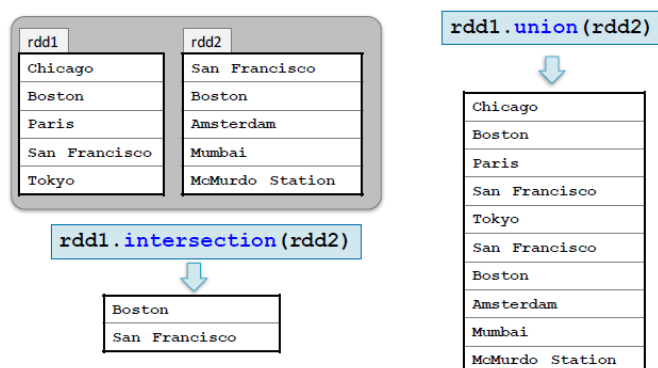 rdd1
Chicago
Boston
Paris
San Francisco
Tokyo
rdd2
San Francisco
Boston
Amsterdam
Mumbai
McMurdo Station
rdd1.intersection(rdd2)
Boston
San Francisco
rdd1.union(rdd2)
Chicago
Boston
Paris
San Francisco
Tokyo
San Francisco
Boston
Amsterdam
Mumbai
McMurdo Station